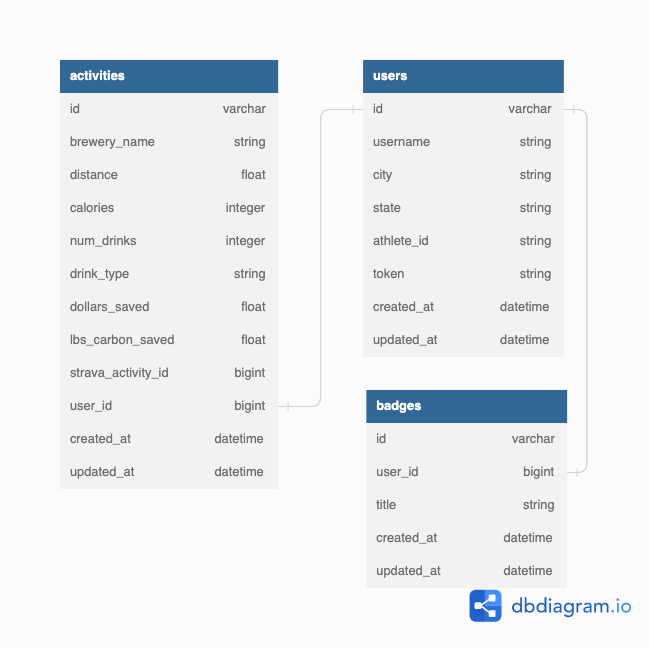 activities
id varchar
brewery_name string
distance float
calories integer
num_drinks integer
drink_type string
dollars_saved float
lbs_carbon_saved float
strava_activity_id bigint
user_id bigint
created_at datetime
updated_at datetime
users
id varchar
username string
city string
state string
athlete_id string
token string
created_at datetime
updated_at datetime
badges
id varchar
user_id bigint
title string
created_at datetime
updated_at datetime
dbdiagram.io